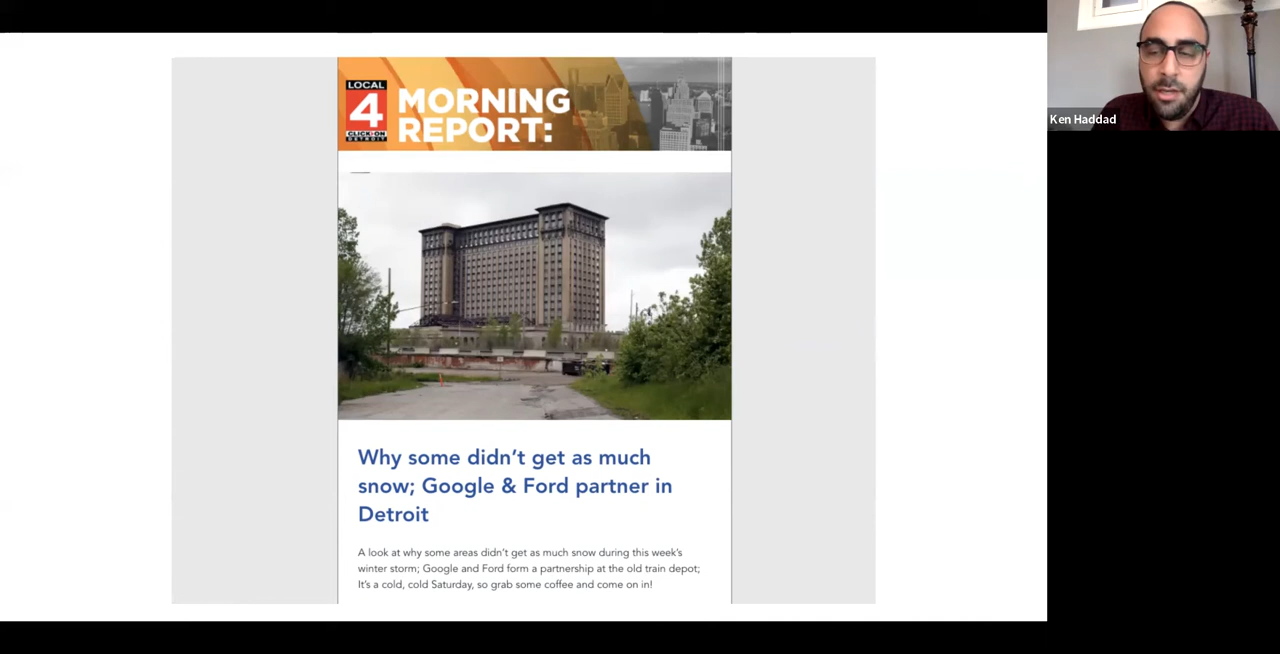 LOCAL
4
CLICK ON
DETROIT
MORNING
REPORT:
Ken Haddad
Why some didn't get as much
snow; Google & Ford partner in
Detroit
A look at why some areas didn't get as much snow during this week's
winter storm; Google and Ford form a partnership at the old train depot;
It's a cold, cold Saturday, so grab some coffee and come on in!